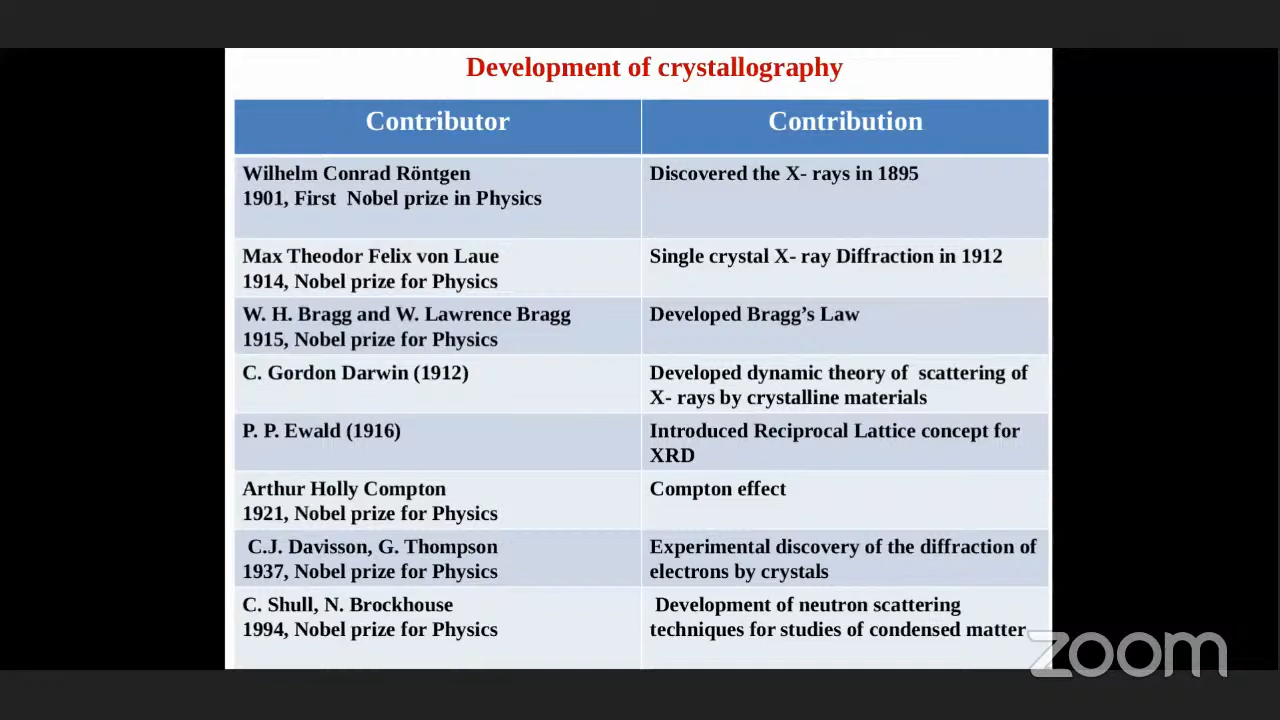 Development of crystallography
Contributor
Contribution
Wilhelm Conrad Röntgen
1901, First Nobel prize in Physics
Discovered the X- rays in 1895
Max Theodor Felix von Laue
1914, Nobel prize for Physics
Single crystal X- ray Diffraction in 1912
W. H. Bragg and W. Lawrence Bragg
1915, Nobel prize for Physics
Developed Bragg’s Law
C. Gordon Darwin (1912)
Developed dynamic theory of scattering of
X- rays by crystalline materials
P. P. Ewald (1916)
Introduced Reciprocal Lattice concept for
XRD
Arthur Holly Compton
1921, Nobel prize for Physics
Compton effect
C.J. Davisson, G. Thompson
1937, Nobel prize for Physics
Experimental discovery of the diffraction of
electrons by crystals
C. Shull, N. Brockhouse
1994, Nobel prize for Physics
Development of neutron scattering
techniques for studies of condensed matter
zoom